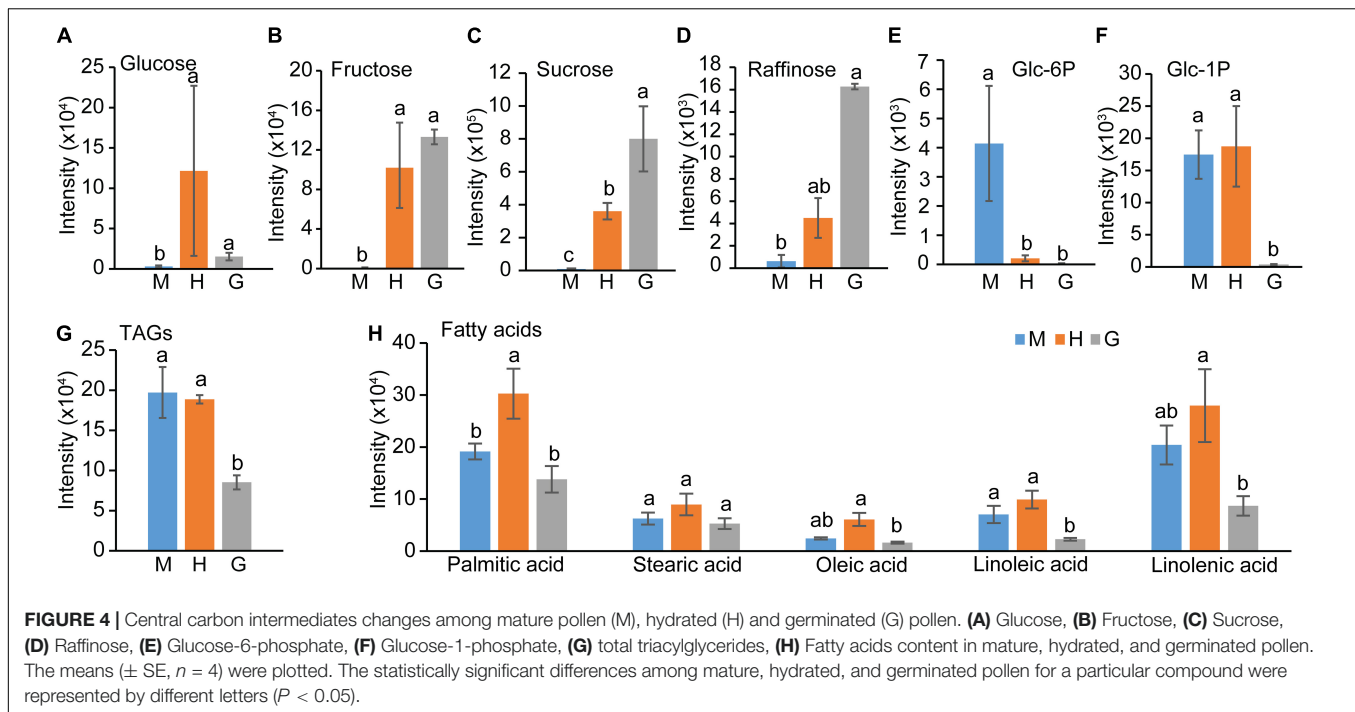 A
Glucose
Intensity (x10⁴)
25
20
15
10
5
0
b
a
a
M H G
B
Fructose
Intensity (x10⁴)
20
16
12
8
4
0
b
a
a
M H G
C
Sucrose
Intensity (x10⁵)
12
10
8
6
4
2
0
c
b
a
M H G
D
Raffinose
Intensity (x10³)
18
16
14
12
10
8
6
4
2
0
b
ab
a
M H G
E
Glc-6P
Intensity (x10³)
7
6
5
4
3
2
1
0
a
b
b
M H G
F
Glc-1P
Intensity (x10³)
30
25
20
15
10
5
0
a
a
b
M H G
G
TAGs
Intensity (x10⁴)
25
20
15
10
5
0
a
a
b
M H G
H
Fatty acids
M H G
Intensity (x10⁴)
40
30
20
10
0
b a b
a a a
ab a b
a a b
ab a b
Palmitic acid Stearic acid Oleic acid Linoleic acid Linolenic acid
FIGURE 4 | Central carbon intermediates changes among mature pollen (M), hydrated (H) and germinated (G) pollen. (A) Glucose, (B) Fructose, (C) Sucrose,
(D) Raffinose, (E) Glucose-6-phosphate, (F) Glucose-1-phosphate, (G) total triacylglycerides, (H) Fatty acids content in mature, hydrated, and germinated pollen.
The means (± SE, n = 4) were plotted. The statistically significant differences among mature, hydrated, and germinated pollen for a particular compound were
represented by different letters (P < 0.05).